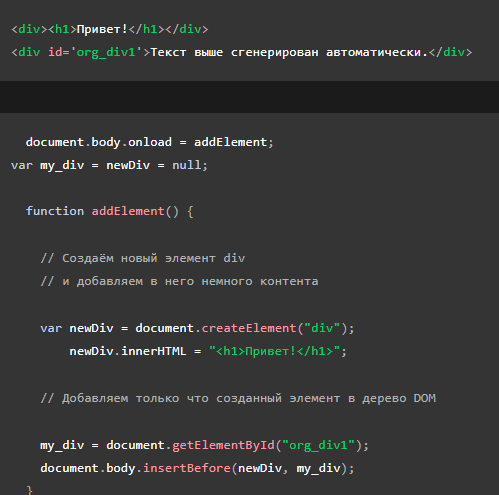 <div><h1>Привет!</h1></div>
<div id='org_div1'>Текст выше сгенерирован автоматически.</div>
document.body.onload = addElement;
var my_div = newDiv = null;
function addElement() {
// Создаём новый элемент div
// и добавляем в него немного контента
var newDiv = document.createElement("div");
newDiv.innerHTML = "<h1>Привет!</h1>";
// Добавляем только что созданный элемент в дерево DOM
my_div = document.getElementById("org_div1");
document.body.insertBefore(newDiv, my_div);
}